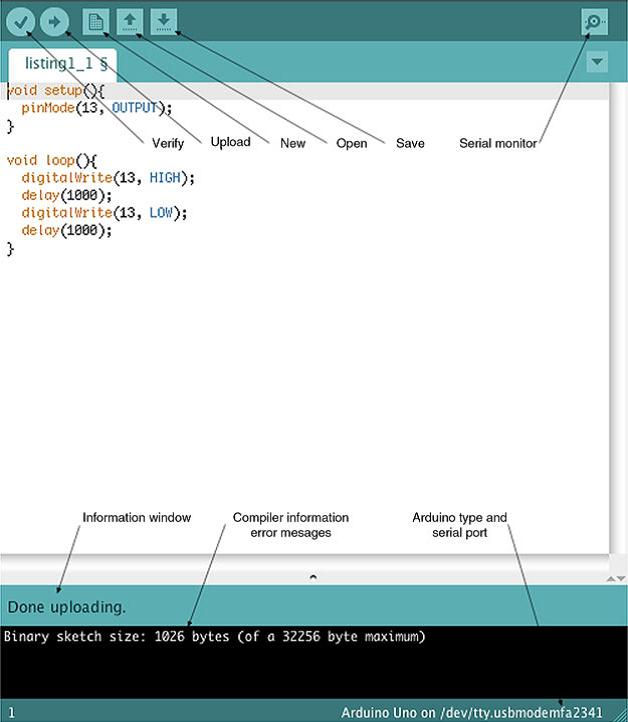 listing1_1 §
void setup(){
  pinMode(13, OUTPUT);
}
Verify
Upload
New
Open
Save
Serial monitor
void loop(){
  digitalWrite(13, HIGH);
  delay(1000);
  digitalWrite(13, LOW);
  delay(1000);
}
Information window
Compiler information
error mesages
Arduino type and
serial port
Done uploading.
Binary sketch size: 1026 bytes (of a 32256 byte maximum)
1
Arduino Uno on /dev/tty.usbmodemfa2341